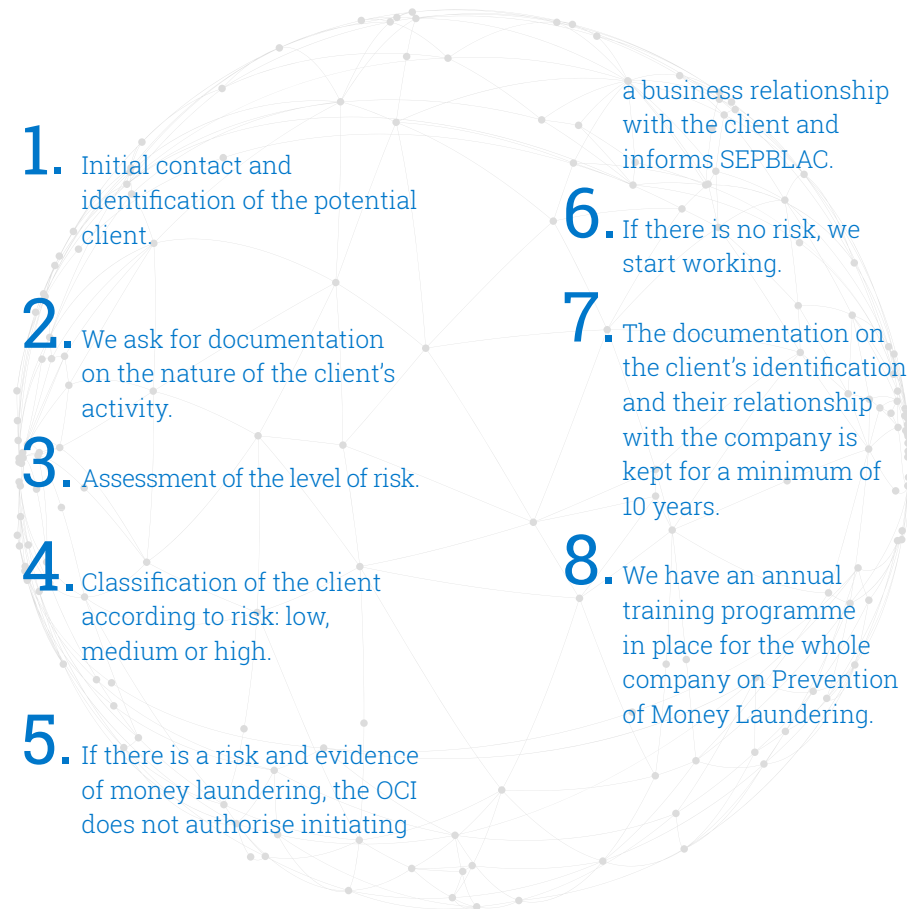 1. Initial contact and
identification of the potential
client.
2. We ask for documentation
on the nature of the client’s
activity.
3. Assessment of the level of risk.
4. Classification of the client
according to risk: low,
medium or high.
5. If there is a risk and evidence
of money laundering, the OCI
does not authorise initiating
a business relationship
with the client and
informs SEPBLAC.
6. If there is no risk, we
start working.
7. The documentation on
the client’s identification
and their relationship
with the company is
kept for a minimum of
10 years.
8. We have an annual
training programme
in place for the whole
company on Prevention
of Money Laundering.